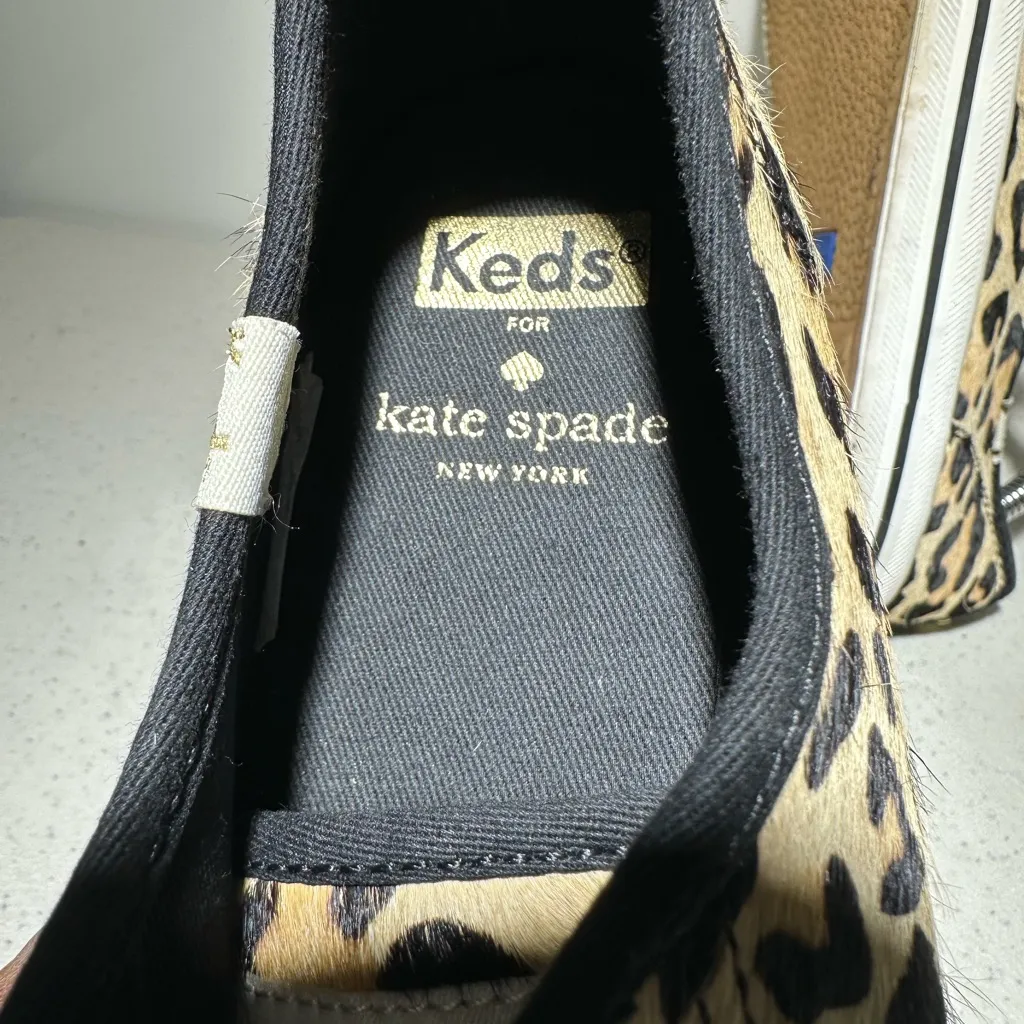 Keds®
FOR
kate spade
NEW YORK